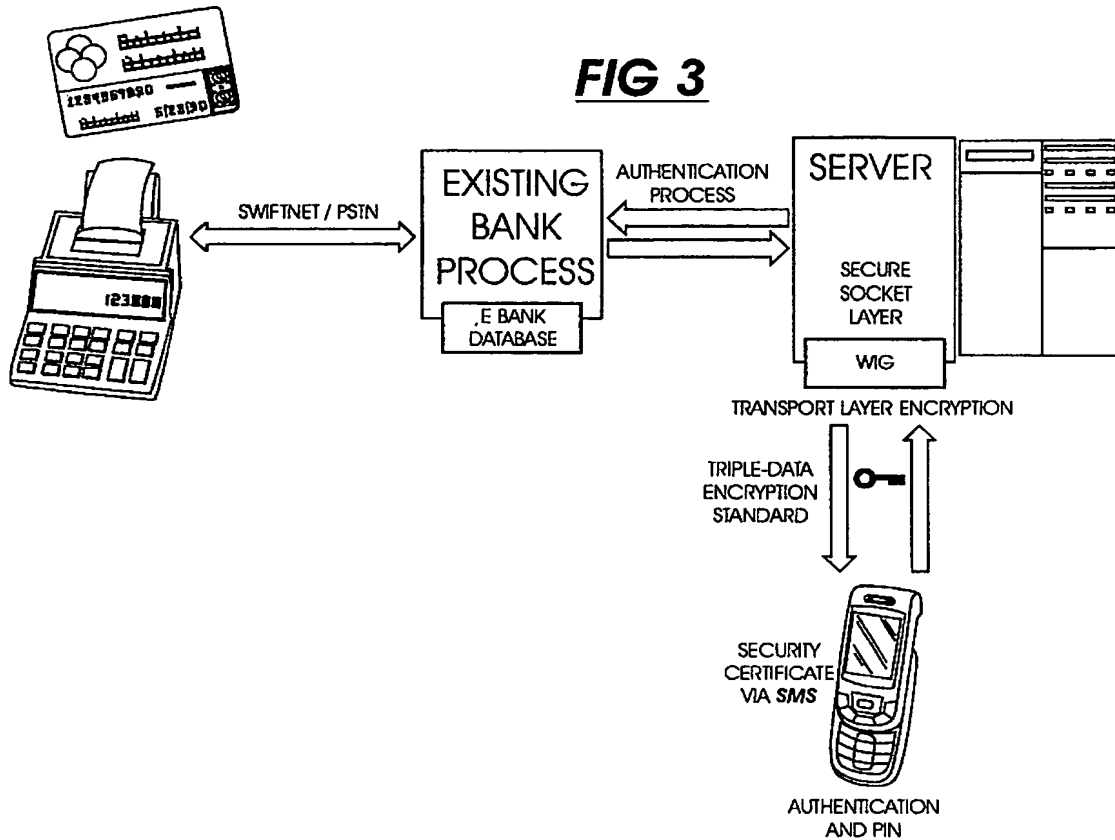 FIG 3
SWIFTNET / PSTN
EXISTING
BANK
PROCESS
,E BANK
DATABASE
AUTHENTICATION
PROCESS
SERVER
SECURE
SOCKET
LAYER
WIG
TRANSPORT LAYER ENCRYPTION
TRIPLE-DATA
ENCRYPTION
STANDARD
SECURITY
CERTIFICATE
VIA SMS
AUTHENTICATION
AND PIN